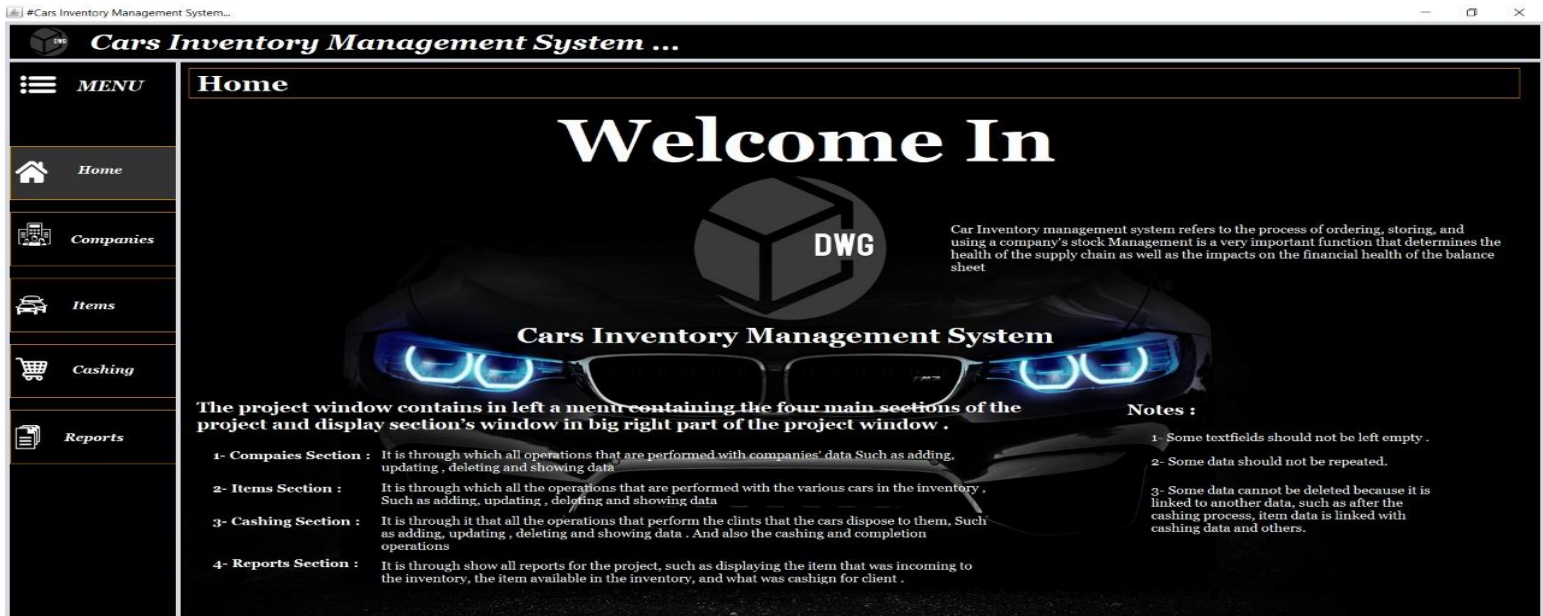 #Cars Inventory Management System...
DWG
Cars Inventory Management System ...
MENU
Home
Companies
Items
Cashing
Reports
Home
Welcome In
DWG
Car Inventory management system refers to the process of ordering, storing, and
using a company's stock Management is a very important function that determines the
health of the supply chain as well as the impacts on the financial health of the balance
sheet
Cars Inventory Management System
The project window contains in left a menu containing the four main sections of the
project and display section's window in big right part of the project window .
1- Compaies Section :
It is through which all operations that are performed with companies' data Such as adding,
updating , deleting and showing data
2- Items Section :
It is through which all the operations that are performed with the various cars in the inventory ,
Such as adding, updating , deleting and showing data
3- Cashing Section :
It is through it that all the operations that perform the clints that the cars dispose to them, Such
as adding, updating , deleting and showing data . And also the cashing and completion
operations
4- Reports Section :
It is through show all reports for the project, such as displaying the item that was incoming to
the inventory, the item available in the inventory, and what was cashign for client .
Notes :
1- Some textfields should not be left empty .
2- Some data should not be repeated.
3- Some data cannot be deleted because it is
linked to another data, such as after the
cashing process, item data is linked with
cashing data and others.